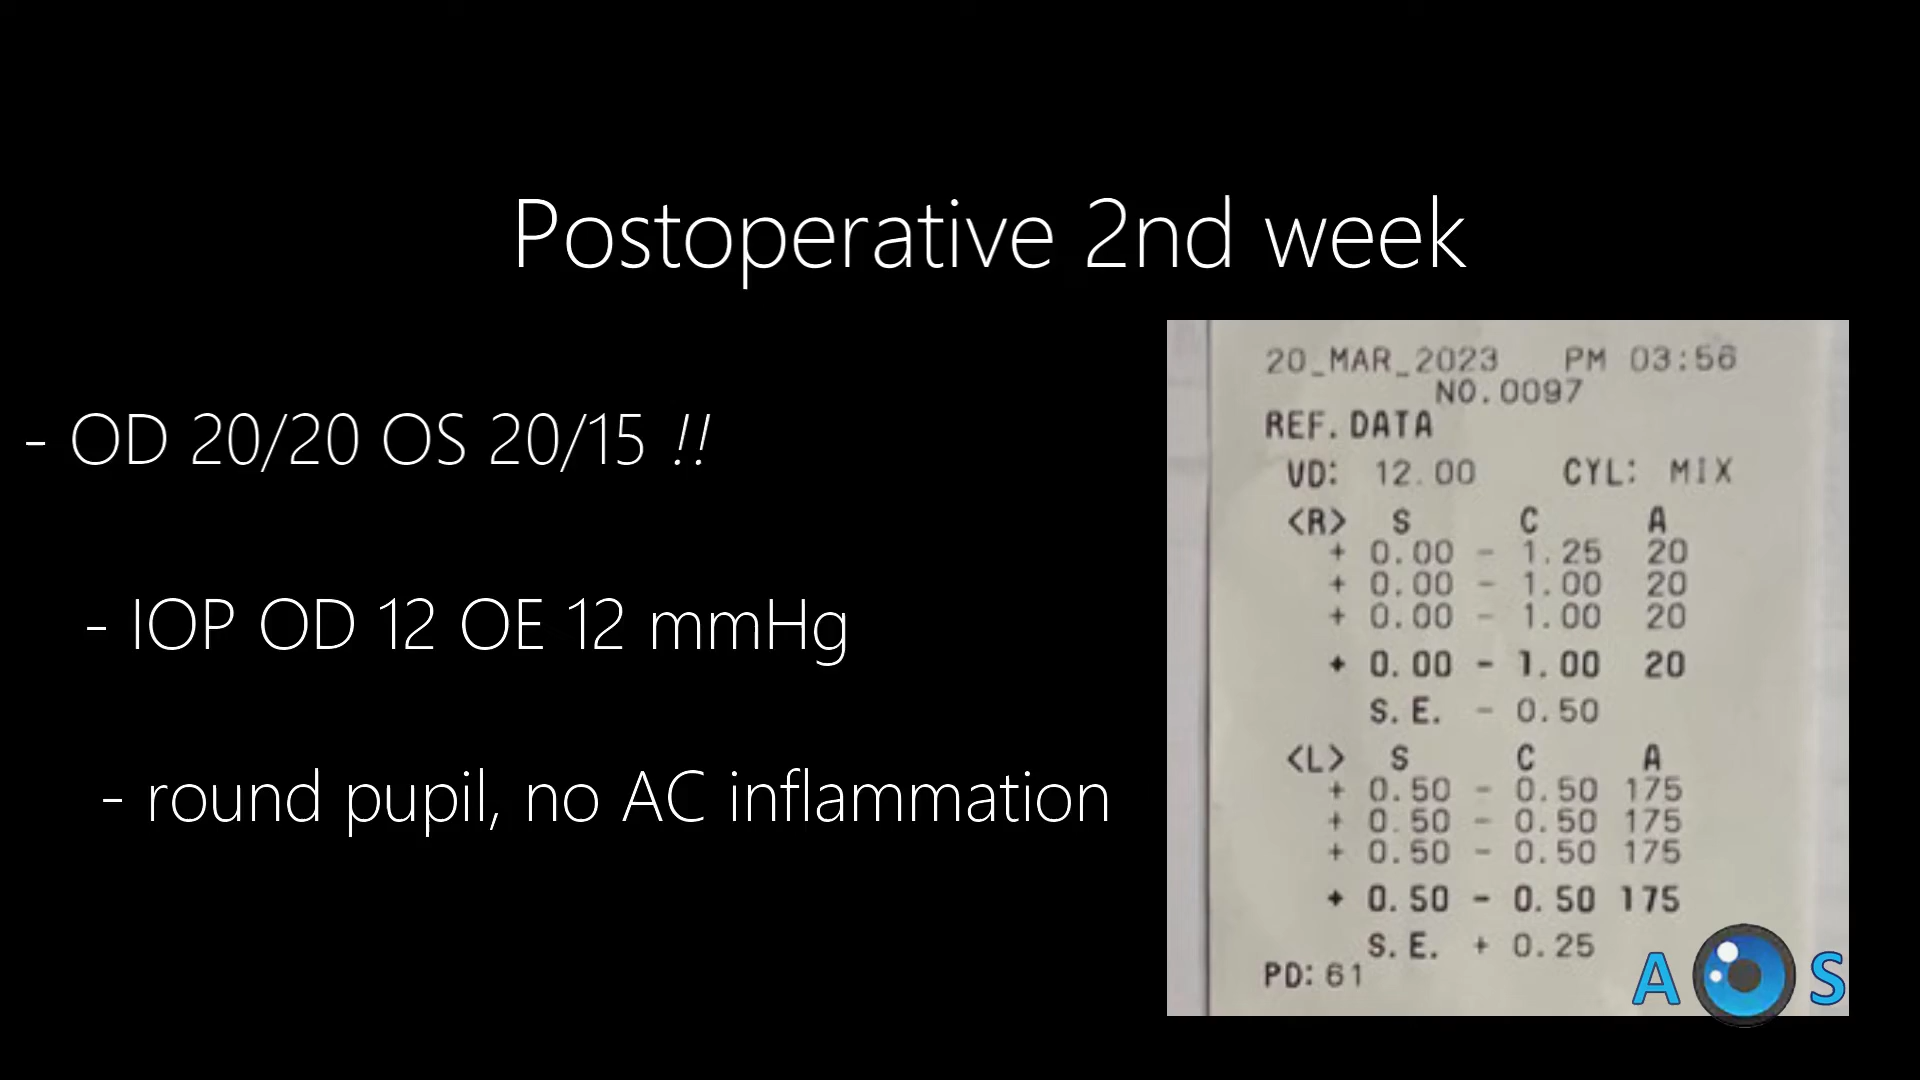 Postoperative 2nd week
- OD 20/20 OS 20/15 !!
- IOP OD 12 OE 12 mmHg
- round pupil, no AC inflammation
20_MAR_2023 PM 03:56
NO.0097
REF. DATA
VD: 12.00 CYL: MIX
<R> S C A
+ 0.00 - 1.25 20
+ 0.00 - 1.00 20
+ 0.00 - 1.00 20
+ 0.00 - 1.00 20
S.E. - 0.50
<L> S C A
+ 0.50 - 0.50 175
+ 0.50 - 0.50 175
+ 0.50 - 0.50 175
+ 0.50 - 0.50 175
S.E. + 0.25
PD: 61
A S